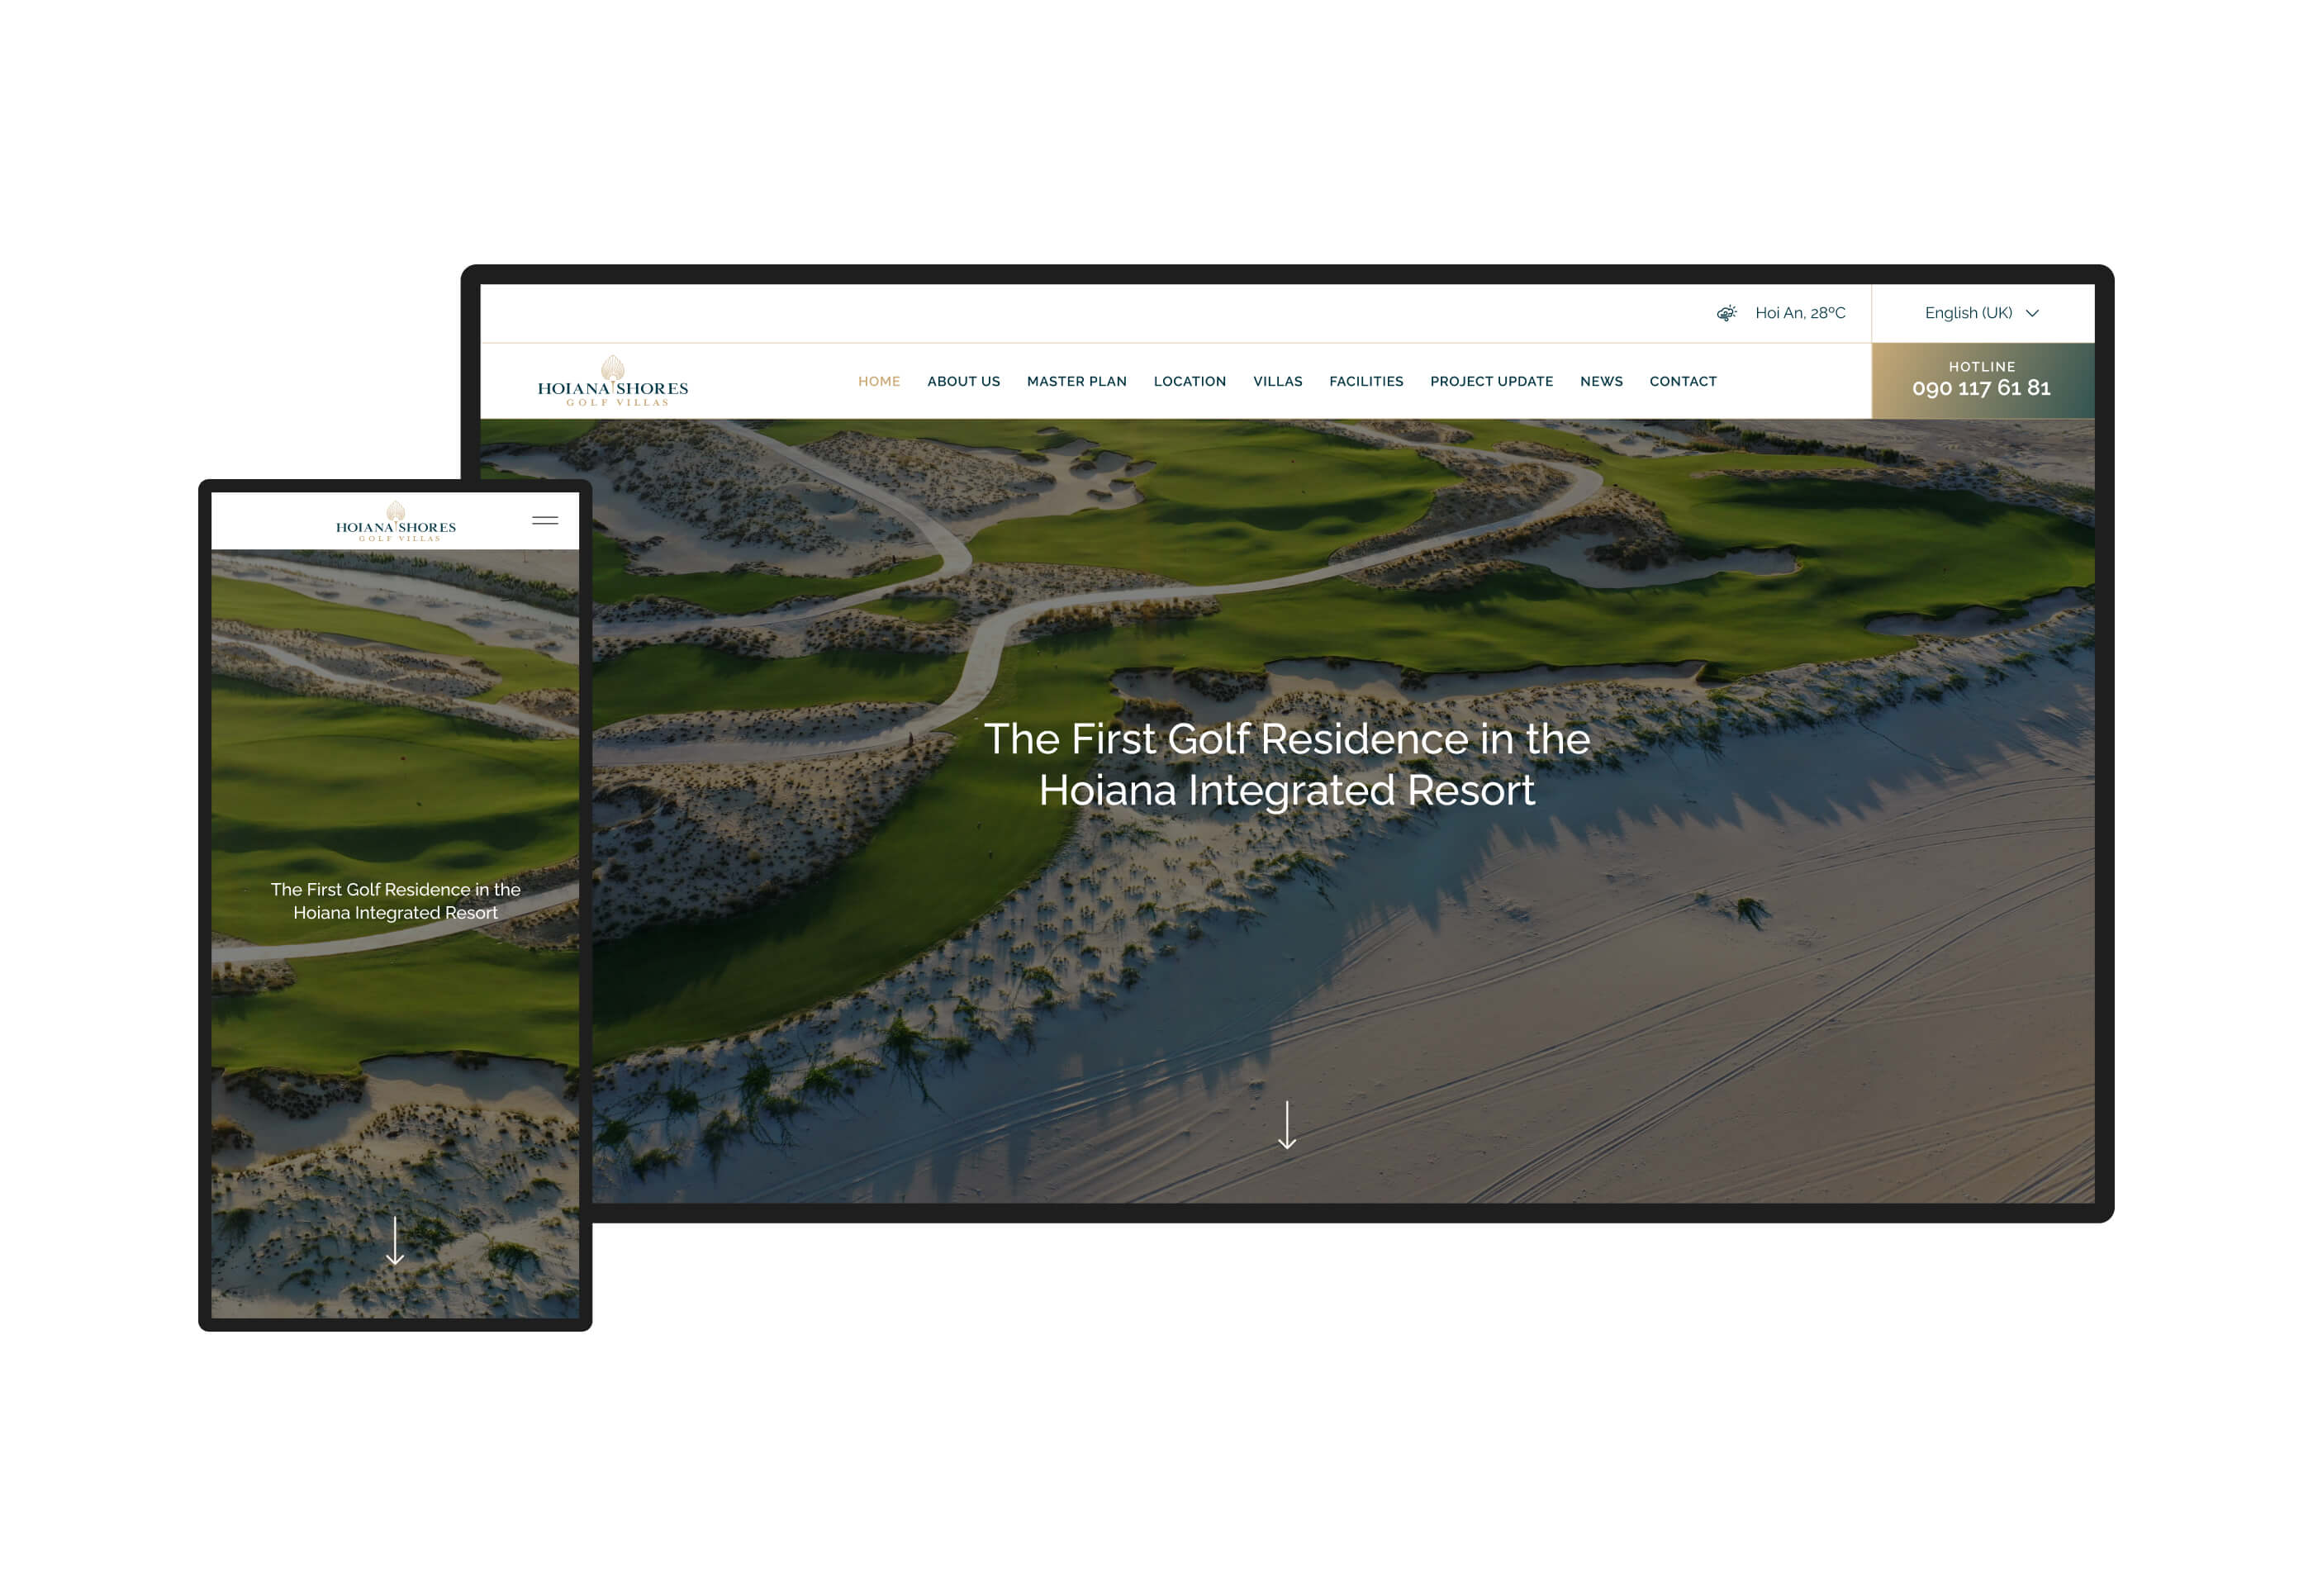 Hoi An, 28ºC
English (UK)
HOIANA SHORES
GOLF VILLAS
HOME ABOUT US MASTER PLAN LOCATION VILLAS FACILITIES PROJECT UPDATE NEWS CONTACT
HOTLINE
090 117 61 81
The First Golf Residence in the
Hoiana Integrated Resort
HOIANA SHORES
GOLF VILLAS
The First Golf Residence in the
Hoiana Integrated Resort